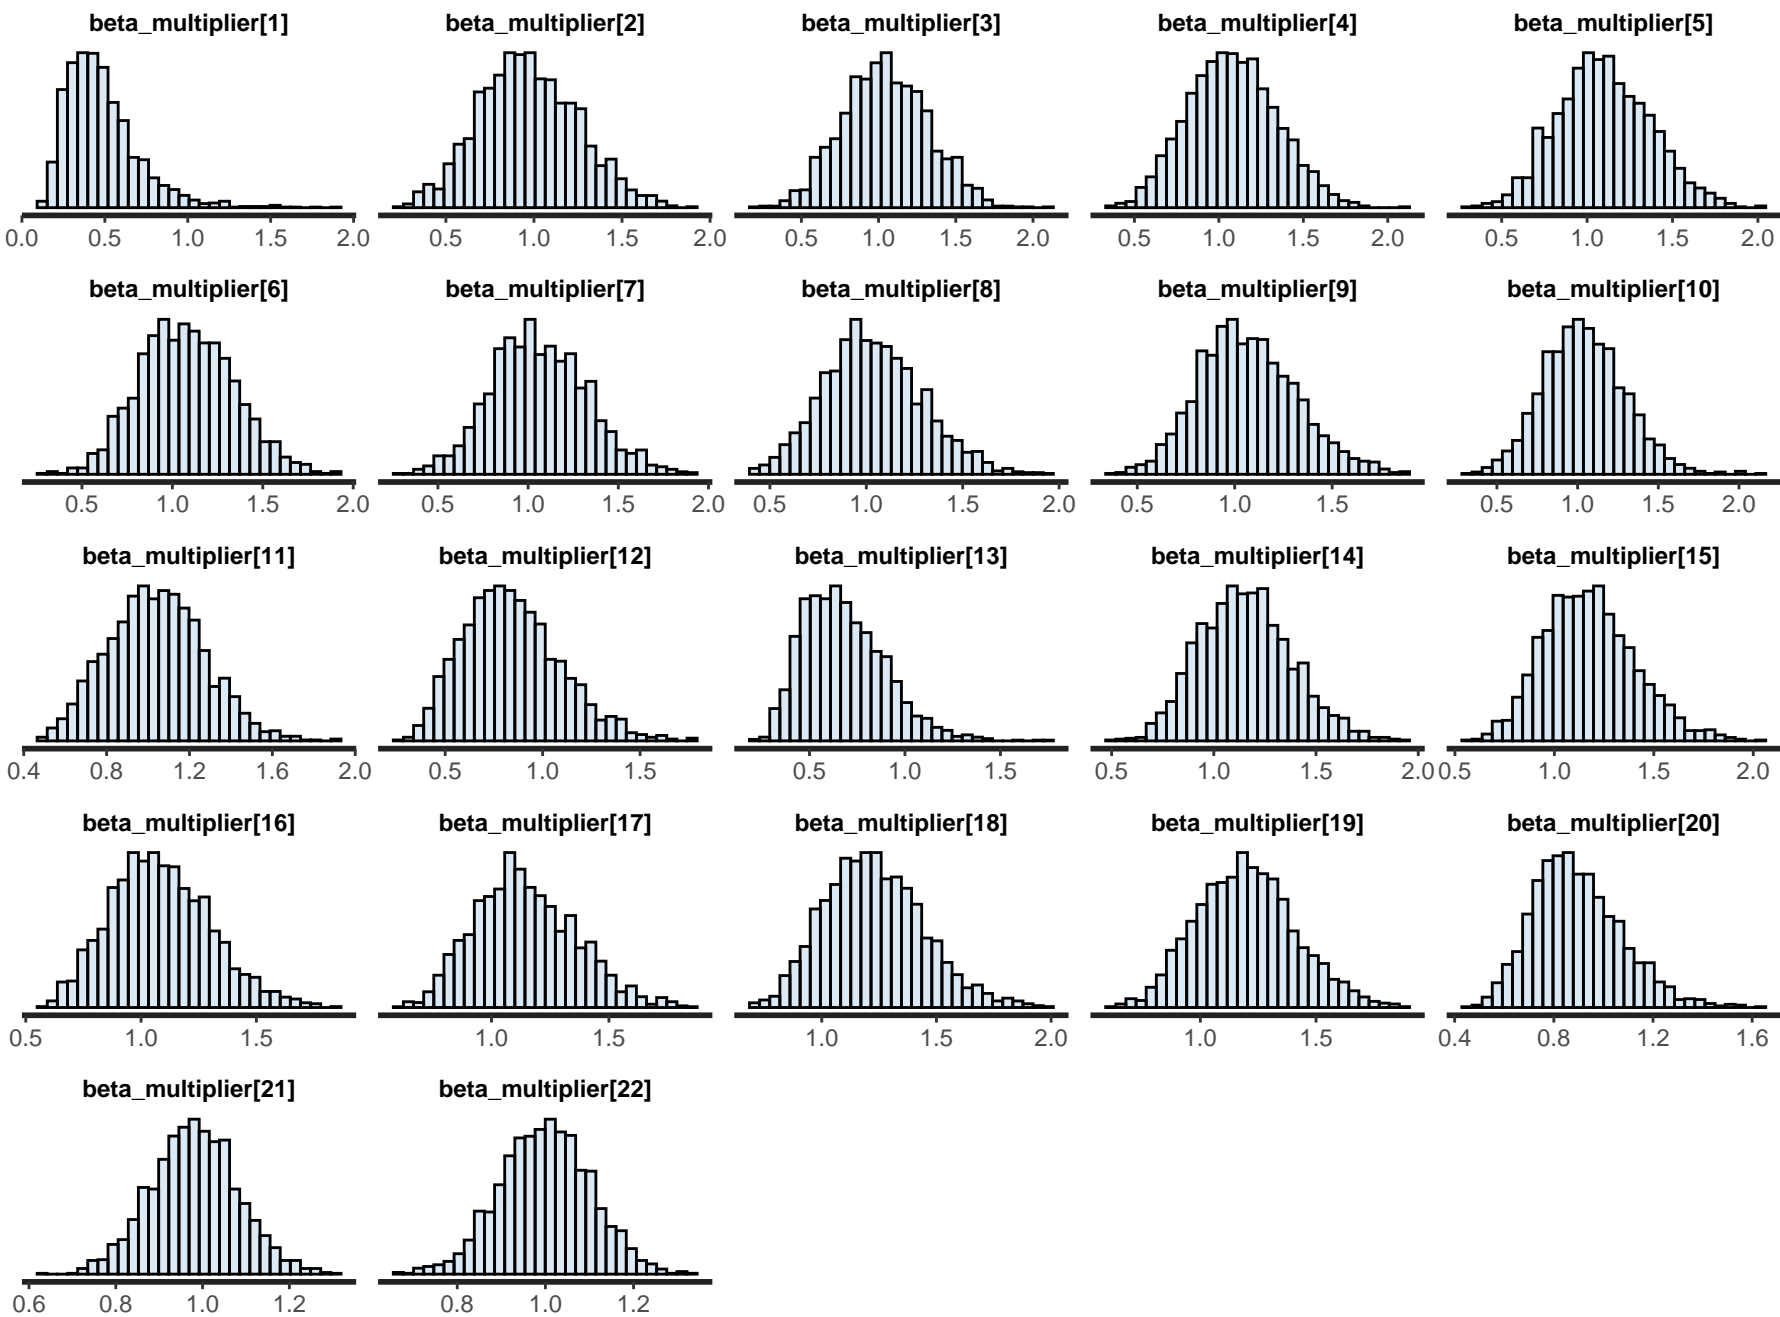 beta_multiplier[1] beta_multiplier[2] beta_multiplier[3] beta_multiplier[4] beta_multiplier[5]
0.0 0.5 1.0 1.5 2.0 0.5 1.0 1.5 2.0 0.5 1.0 1.5 2.0 0.5 1.0 1.5 2.0 0.5 1.0 1.5 2.0
beta_multiplier[6] beta_multiplier[7] beta_multiplier[8] beta_multiplier[9] beta_multiplier[10]
0.5 1.0 1.5 2.0 0.5 1.0 1.5 2.0 0.5 1.0 1.5 2.0 0.5 1.0 1.5 0.5 1.0 1.5 2.0
beta_multiplier[11] beta_multiplier[12] beta_multiplier[13] beta_multiplier[14] beta_multiplier[15]
0.4 0.8 1.2 1.6 2.0 0.5 1.0 1.5 0.5 1.0 1.5 0.5 1.0 1.5 2.0 0.5 1.0 1.5 2.0
beta_multiplier[16] beta_multiplier[17] beta_multiplier[18] beta_multiplier[19] beta_multiplier[20]
0.5 1.0 1.5 1.0 1.5 1.0 1.5 2.0 1.0 1.5 0.4 0.8 1.2 1.6
beta_multiplier[21] beta_multiplier[22]
0.6 0.8 1.0 1.2 0.8 1.0 1.2